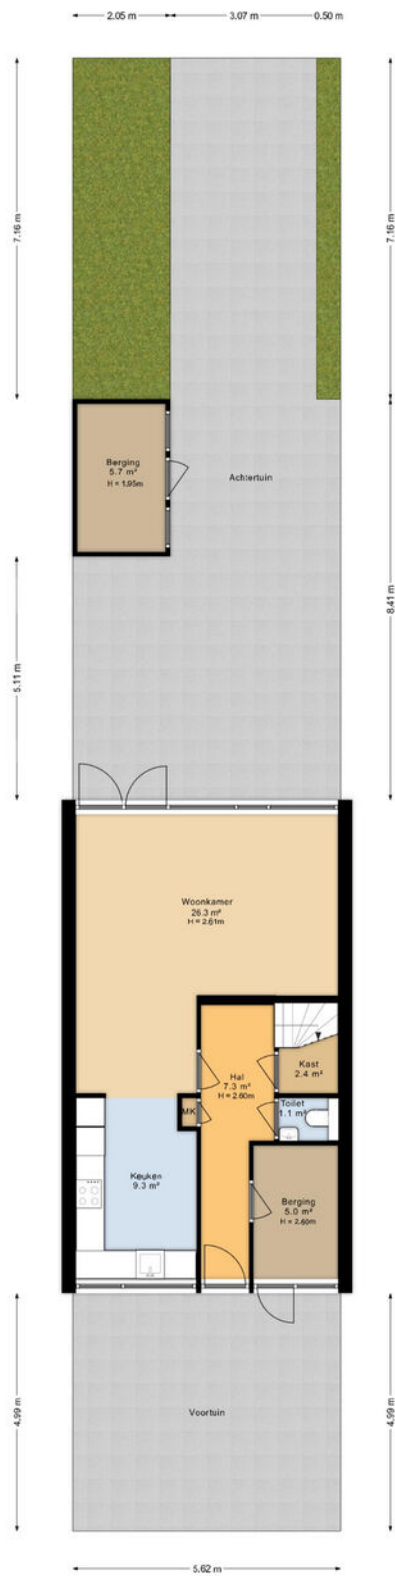 2.05 m 3.07 m 0.50 m
7.16 m
7.16 m
Berging
5.7 m²
H = 1.95m
Achtertuin
5.11 m
8.41 m
Woonkamer
26.3 m²
H = 2.61m
Hal
7.3 m²
H = 2.60m
Kast
2.4 m²
MK
Toilet
1.1 m²
Keuken
9.3 m²
Berging
5.0 m²
H = 2.60m
4.99 m
Voortuin
4.99 m
5.62 m